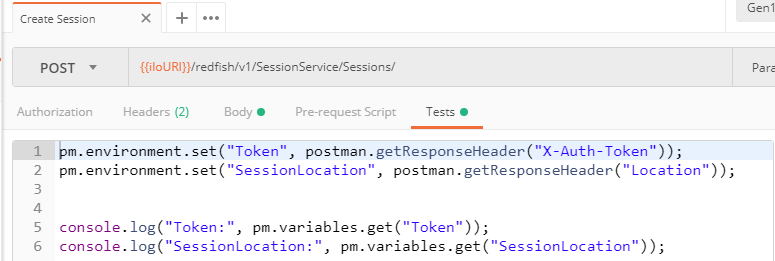 Create Session
Gen1
POST {{iloURI}}/redfish/v1/SessionService/Sessions/ Para
Authorization Headers (2) Body Pre-request Script Tests
1 pm.environment.set("Token", postman.getResponseHeader("X-Auth-Token"));
2 pm.environment.set("SessionLocation", postman.getResponseHeader("Location"));
3
4
5 console.log("Token:", pm.variables.get("Token"));
6 console.log("SessionLocation:", pm.variables.get("SessionLocation"));